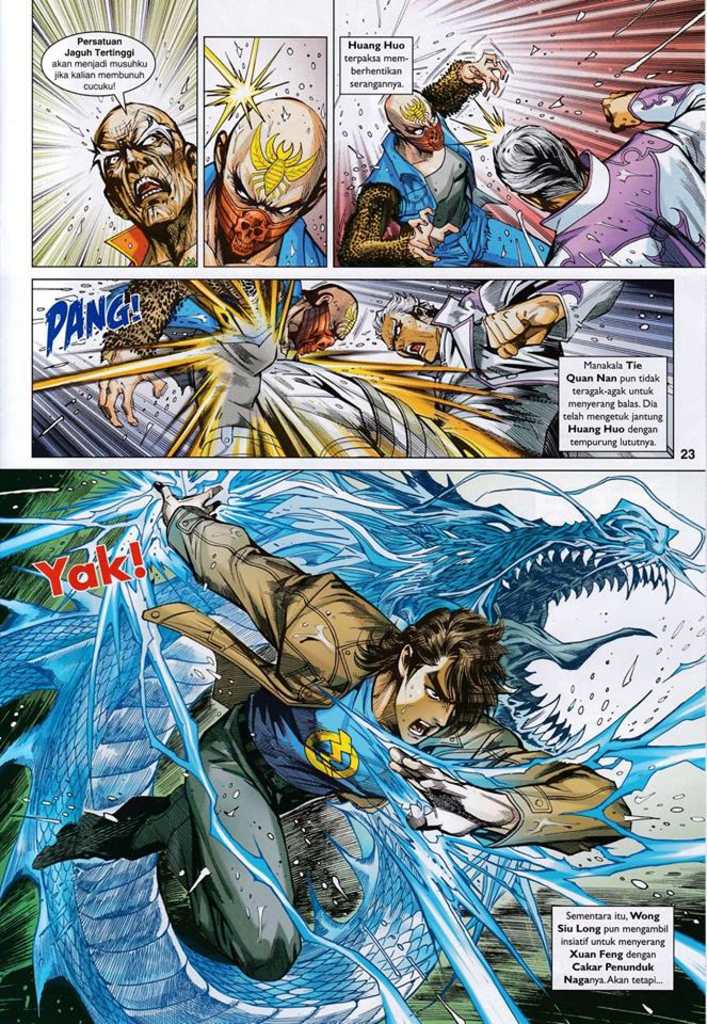 Persatuan
Jaguh Tertinggi
akan menjadi musuhku
jika kalian membunuh
cucuku!
Huang Huo
terpaksa mem-
berhentikan
serangannya.
PANG!
Manakala Tie
Quan Nan pun tidak
teragak-agak untuk
menyerang balas. Dia
telah mengetuk jantung
Huang Huo dengan
tempurung lututnya.
23
Yak!
Sementara itu, Wong
Siu Long pun mengambil
insiatif untuk menyerang
Xuan Feng dengan
Cakar Penunduk
Naganya. Akan tetapi...